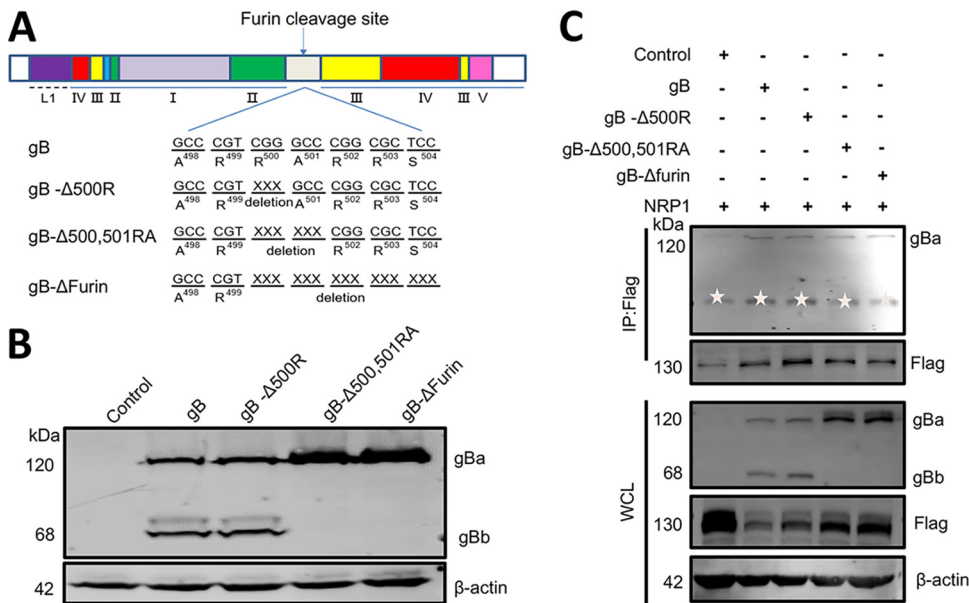 A
Furin cleavage site
L1 IV III II I II III IV III V
gB
GCC CGT CGG GCC CGG CGC TCC
A498 R499 R500 A501 R502 R503 S504
gB -Δ500R
GCC CGT XXX GCC CGG CGC TCC
A498 R499 deletion A501 R502 R503 S504
gB-Δ500,501RA
GCC CGT XXX XXX CGG CGC TCC
A498 R499 deletion R502 R503 S504
gB-ΔFurin
GCC CGT XXX XXX XXX XXX XXX
A498 R499 deletion
B
Control gB gB -Δ500R gB-Δ500,501RA gB-ΔFurin
kDa
120 gBa
68 gBb
42 β-actin
C
Control + - - - -
gB - + - - -
gB -Δ500R - - + - -
gB-Δ500,501RA - - - + -
gB-Δfurin - - - - +
NRP1 + + + + +
kDa
IP:Flag
120 gBa
130 Flag
WCL
120 gBa
68 gBb
130 Flag
42 β-actin